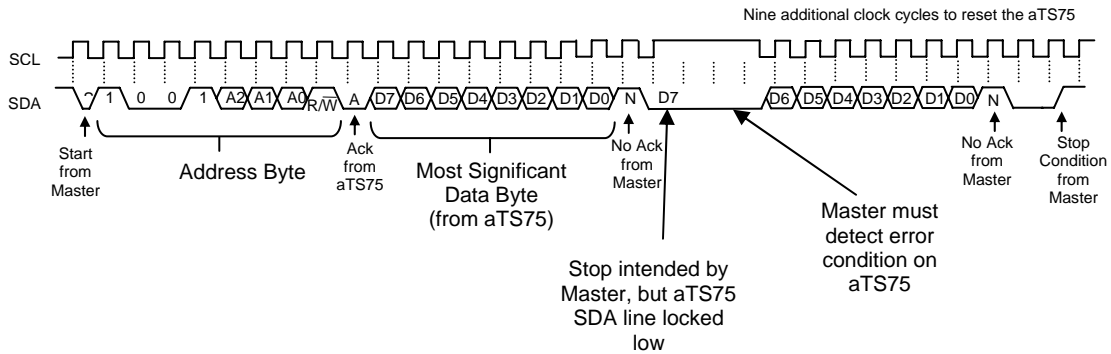 Nine additional clock cycles to reset the aTS75
SCL
SDA
1 0 0 1 A2 A1 A0 R/W A D7 D6 D5 D4 D3 D2 D1 D0 N D7 D6 D5 D4 D3 D2 D1 D0 N
Start
from
Master
Address Byte
Ack
from
aTS75
Most Significant
Data Byte
(from aTS75)
No Ack
from
Master
Stop intended by
Master, but aTS75
SDA line locked
low
Master must
detect error
condition on
aTS75
No Ack
from
Master
Stop
Condition
from
Master